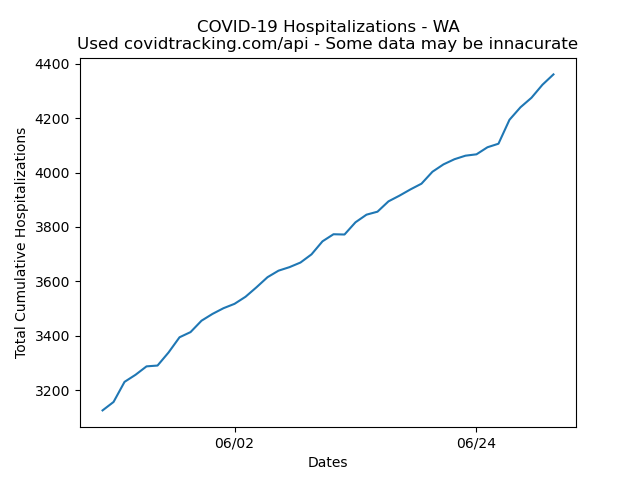 COVID-19 Hospitalizations - WA
Used covidtracking.com/api - Some data may be innacurate
4400
4200
4000
3800
3600
3400
3200
Total Cumulative Hospitalizations
06/02
06/24
Dates